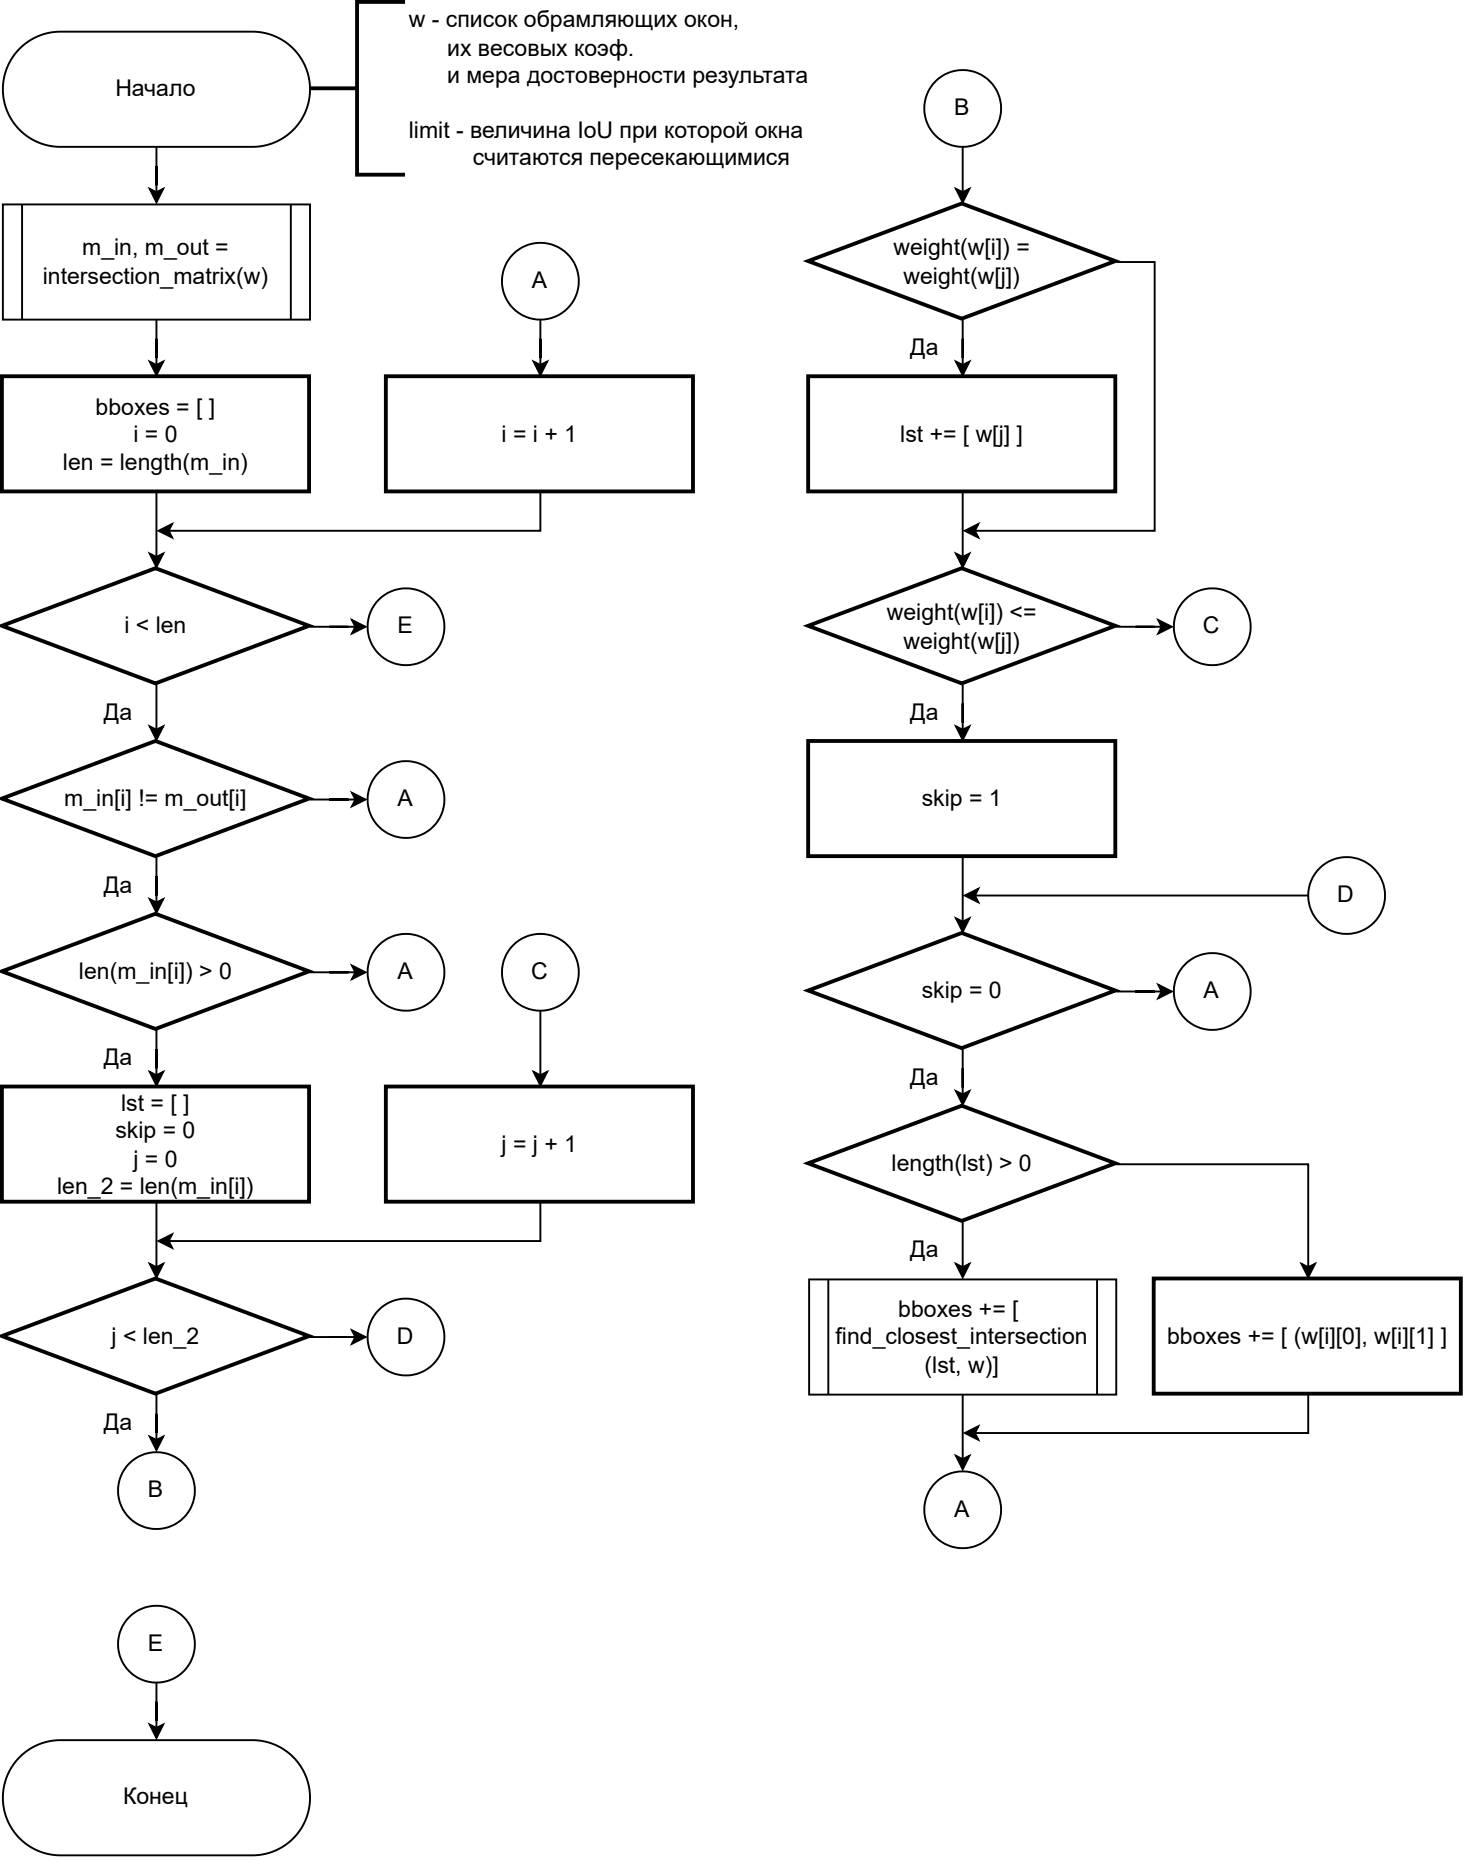 Начало
w - список обрамляющих окон,
их весовых коэф.
и мера достоверности результата
limit - величина IoU при которой окна
считаются пересекающимися
m_in, m_out =
intersection_matrix(w)
bboxes = [ ]
i = 0
len = length(m_in)
A
i = i + 1
i < len
E
Да
m_in[i] != m_out[i]
A
Да
len(m_in[i]) > 0
A
Да
lst = [ ]
skip = 0
j = 0
len_2 = len(m_in[i])
C
j = j + 1
j < len_2
D
Да
B
E
Конец
B
weight(w[i]) =
weight(w[j])
Да
lst += [ w[j] ]
weight(w[i]) <=
weight(w[j])
C
Да
skip = 1
D
skip = 0
A
Да
length(lst) > 0
Да
bboxes += [
find_closest_intersection
(lst, w)]
bboxes += [ (w[i][0], w[i][1] ]
A